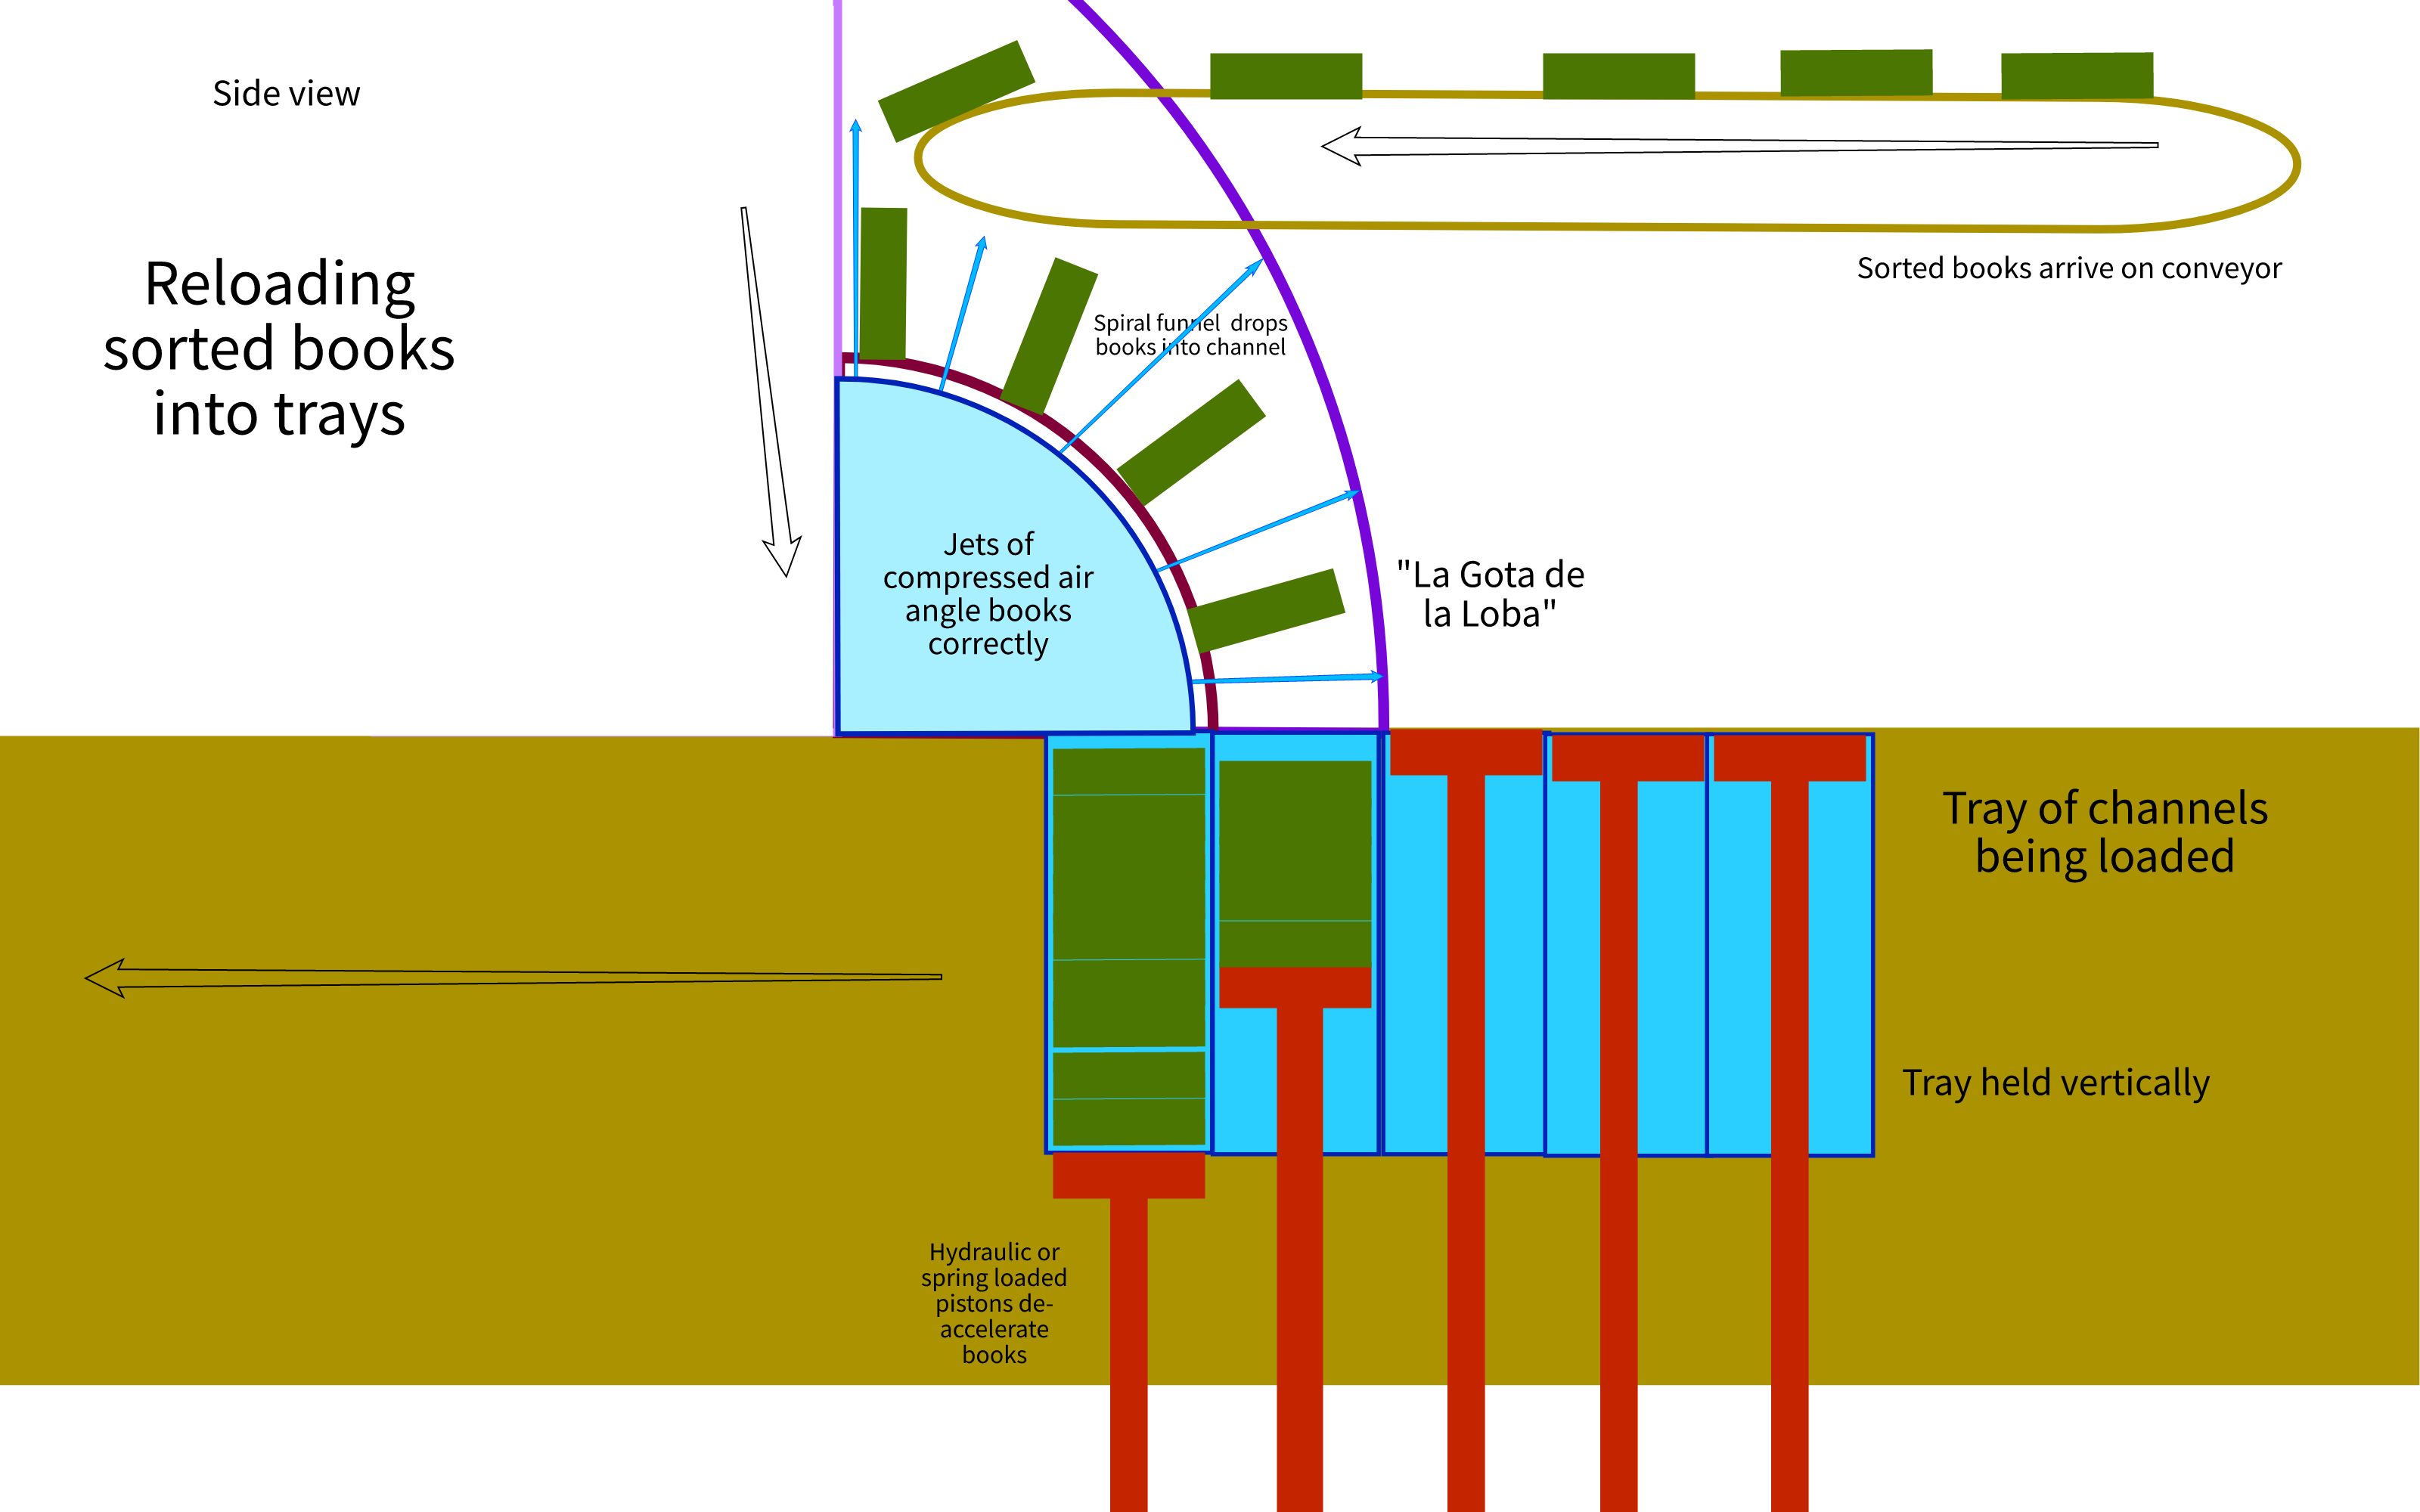 Side view
Reloading
sorted books
into trays
Sorted books arrive on conveyor
Spiral funnel  drops
books into channel
Jets of
compressed air
angle books
correctly
"La Gota de
la Loba"
Tray of channels
being loaded
Tray held vertically
Hydraulic or
spring loaded
pistons de-
accelerate
books